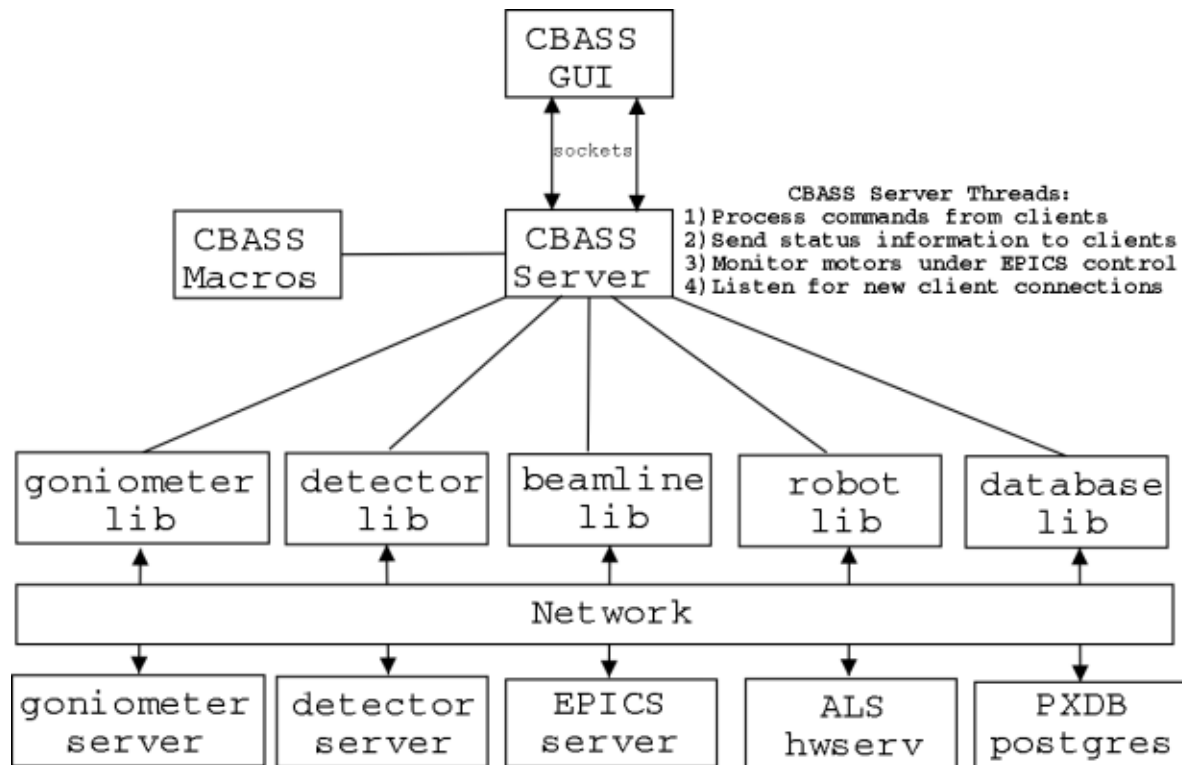 CBASS
GUI
sockets
CBASS Server Threads:
1)Process commands from clients
2)Send status information to clients
3)Monitor motors under EPICS control
4)Listen for new client connections
CBASS
Macros
CBASS
Server
goniometer
lib
detector
lib
beamline
lib
robot
lib
database
lib
Network
goniometer
server
detector
server
EPICS
server
ALS
hwserv
PXDB
postgres